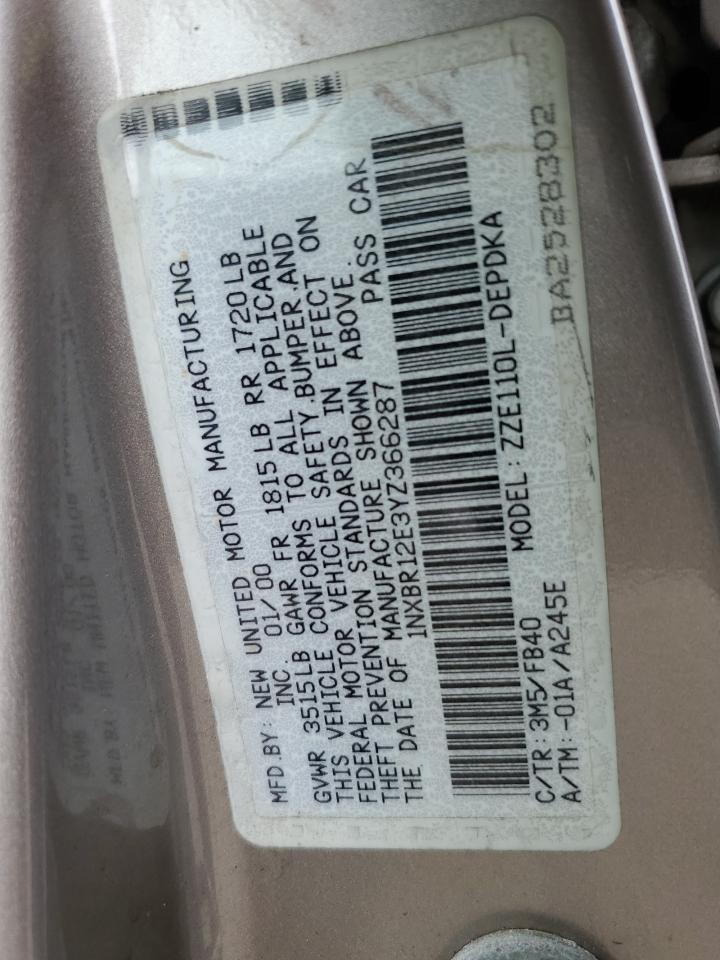 MFD.BY: NEW UNITED MOTOR MANUFACTURING
INC. 01/00
GVWR 3515LB GAWR FR 1815LB RR 1720LB
THIS VEHICLE CONFORMS TO ALL APPLICABLE
FEDERAL MOTOR VEHICLE SAFETY.BUMPER.AND
THEFT PREVENTION STANDARDS IN EFFECT ON
THE DATE OF MANUFACTURE SHOWN ABOVE.
1NXBR12E3YZ366287 PASS CAR
MODEL: ZZE110L-DEPDKA
C/TR: 3M5/FB40
A/TM: -01A/A245E
BA2528302